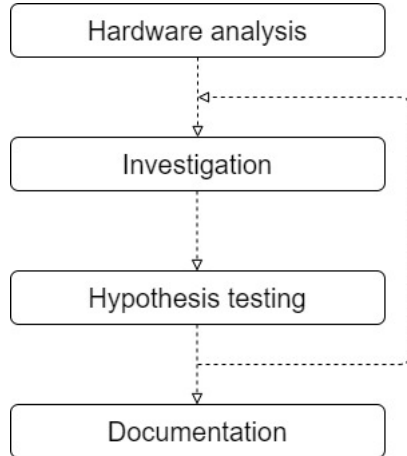 Hardware analysis
Investigation
Hypothesis testing
Documentation